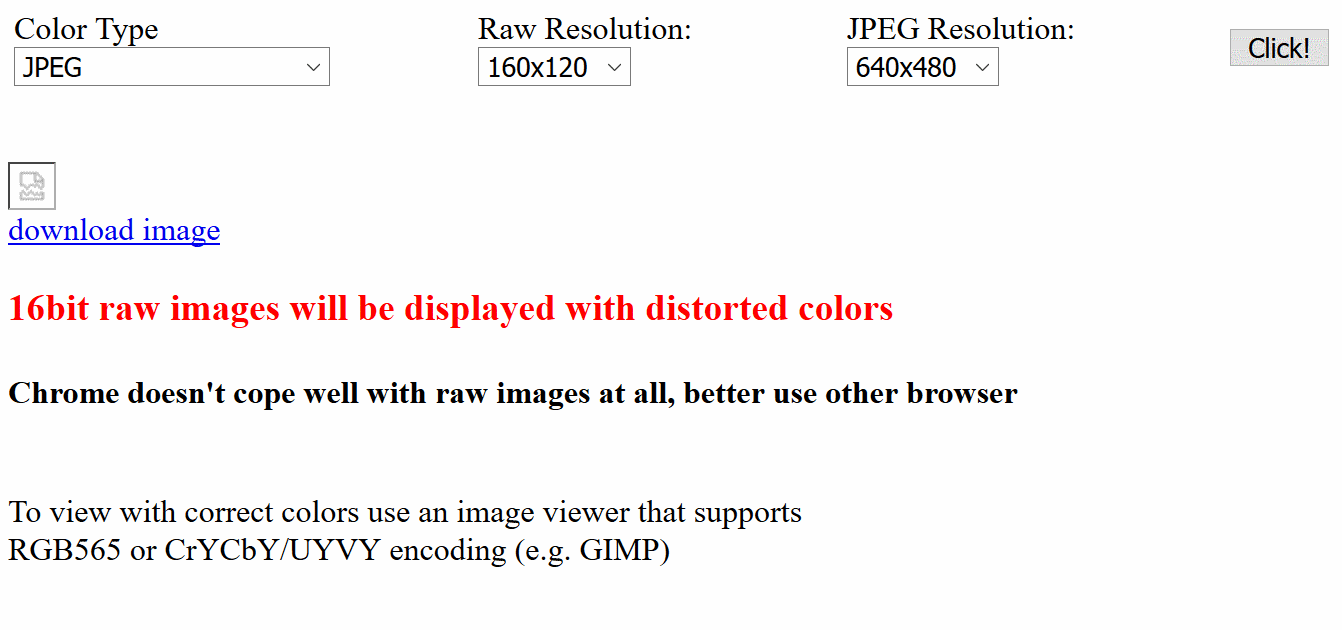 Color Type
Raw Resolution:
JPEG Resolution:
JPEG
160x120
640x480
Click!
download image
16bit raw images will be displayed with distorted colors
Chrome doesn't cope well with raw images at all, better use other browser
To view with correct colors use an image viewer that supports
RGB565 or CrYCbY/UYVY encoding (e.g. GIMP)